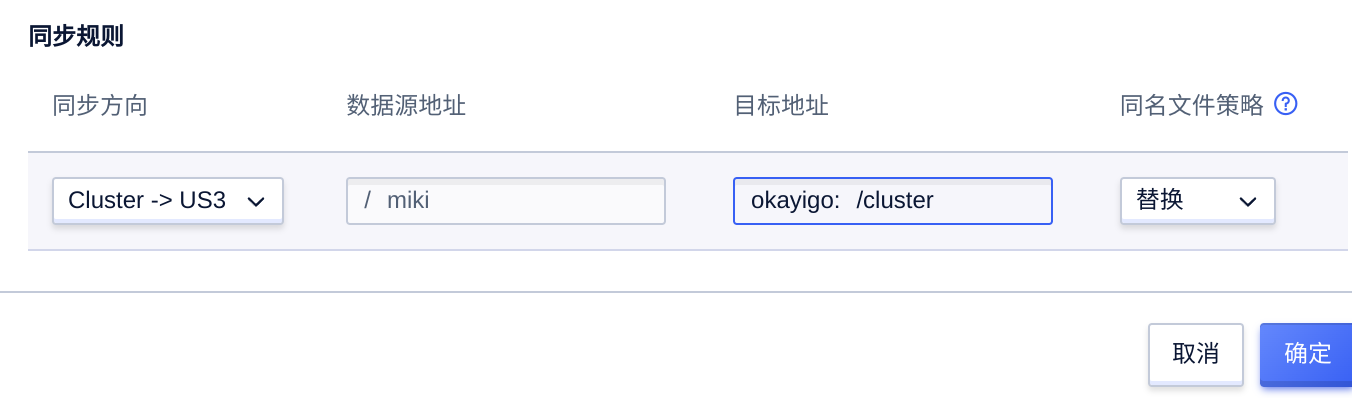 同步规则
同步方向 数据源地址 目标地址 同名文件策略 ?
Cluster -> US3 / miki okayigo: /cluster 替换
取消 确定